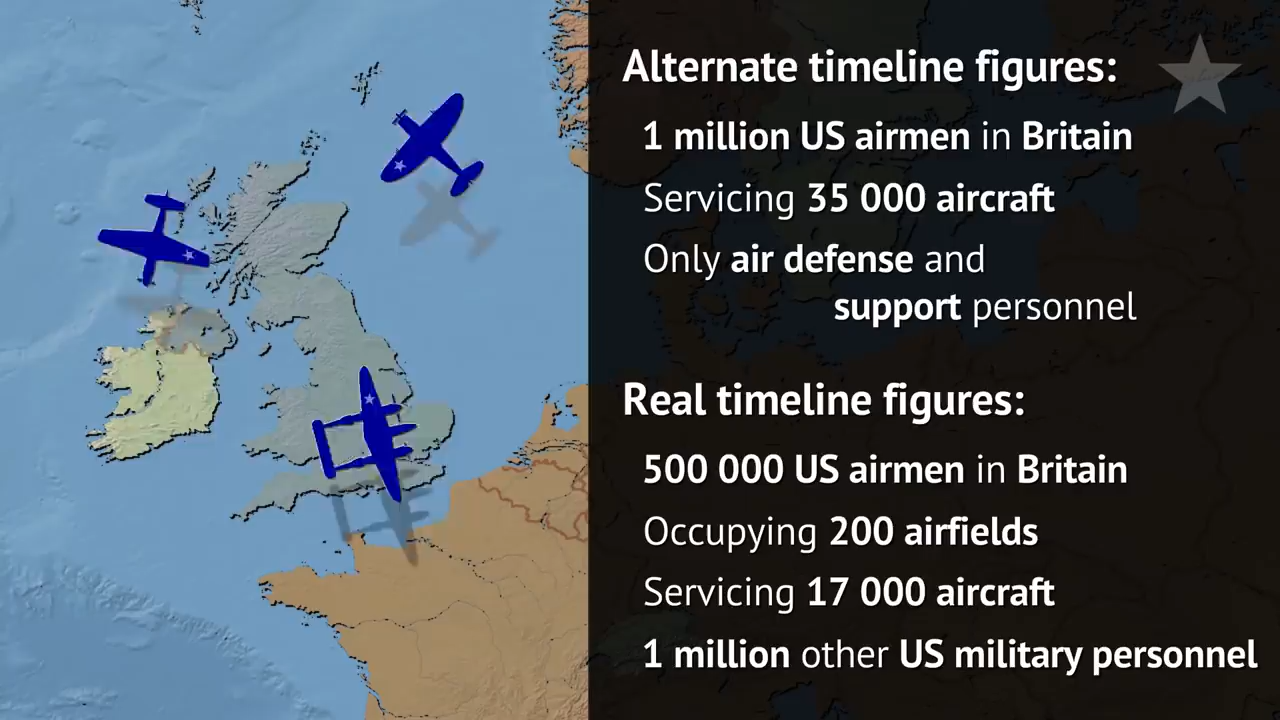 Alternate timeline figures:
1 million US airmen in Britain
Servicing 35 000 aircraft
Only air defense and
support personnel
Real timeline figures:
500 000 US airmen in Britain
Occupying 200 airfields
Servicing 17 000 aircraft
1 million other US military personnel